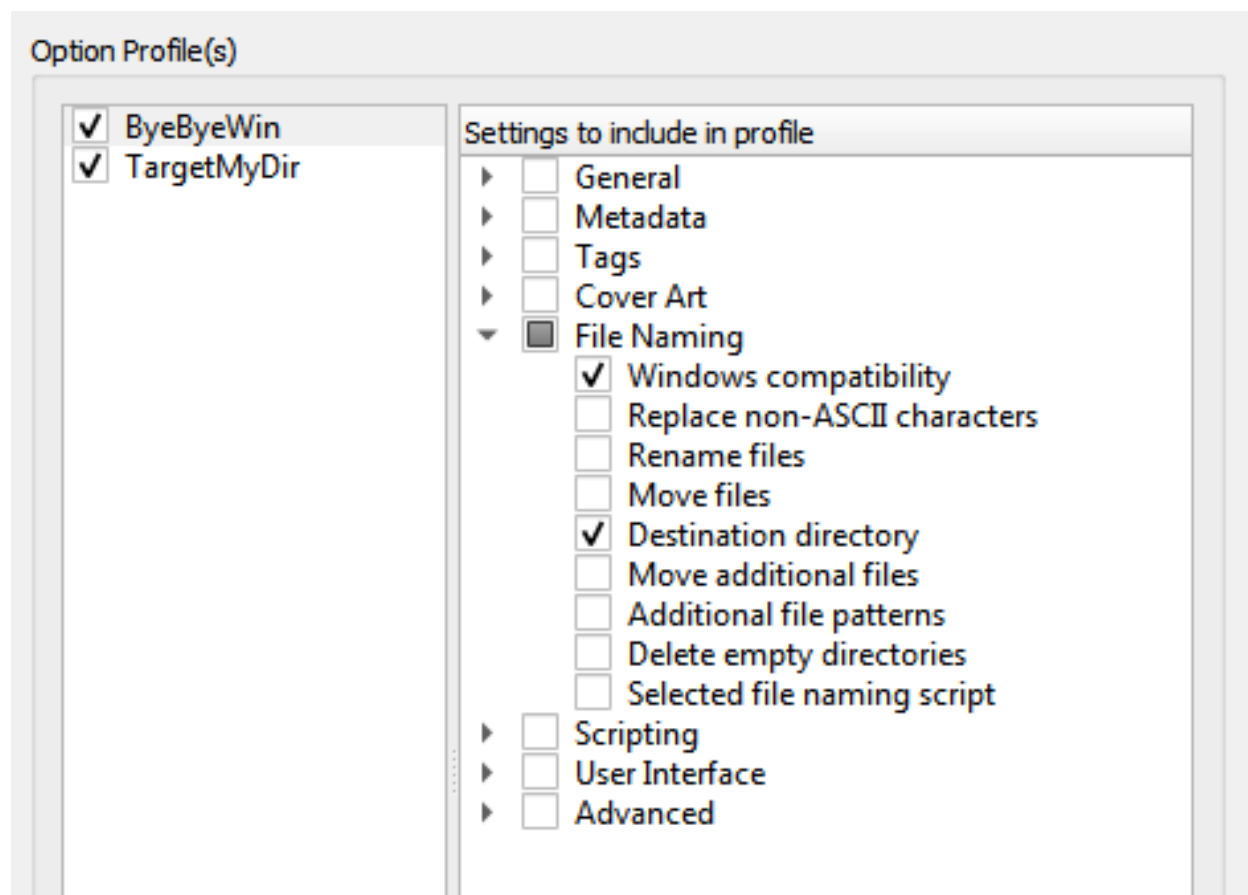 Option Profile(s)
ByeByeWin
TargetMyDir
Settings to include in profile
General
Metadata
Tags
Cover Art
File Naming
Windows compatibility
Replace non-ASCII characters
Rename files
Move files
Destination directory
Move additional files
Additional file patterns
Delete empty directories
Selected file naming script
Scripting
User Interface
Advanced